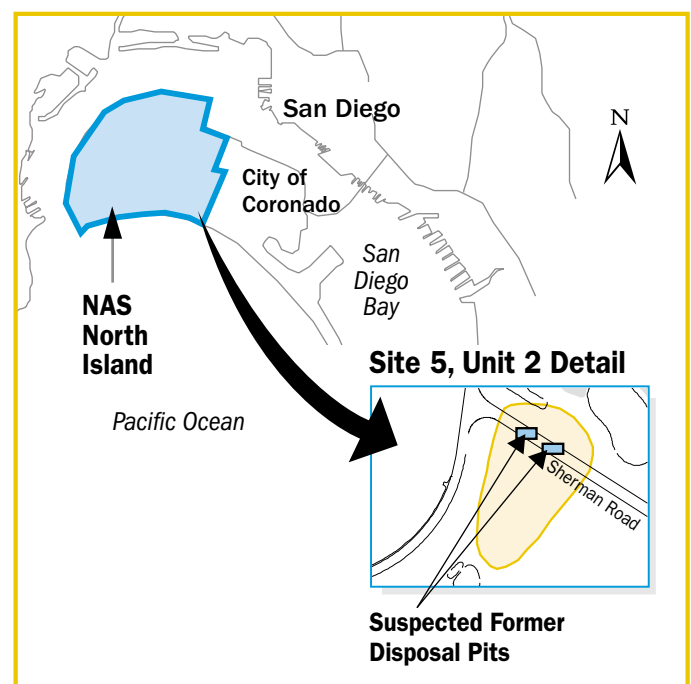 San Diego
N
City of
Coronado
San
Diego
Bay
NAS
North
Island
Pacific Ocean
Site 5, Unit 2 Detail
Sherman Road
Suspected Former
Disposal Pits